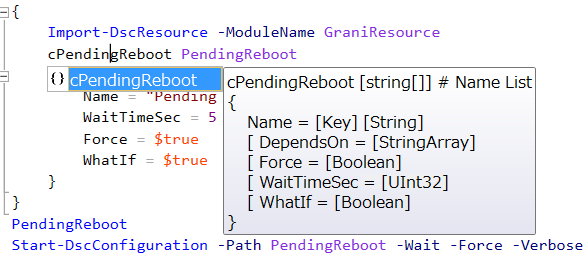 {
Import-DscResource -ModuleName GraniResource
cPendingReboot PendingReboot
{} cPendingReboot
cPendingReboot [string[]] # Name List
{
Name = [Key] [String]
[ DependsOn = [StringArray]
[ Force = [Boolean]
[ WaitTimeSec = [UInt32]
[ WhatIf = [Boolean]
}
Name = "Pending
WaitTimeSec = 5
Force = $true
WhatIf = $true
}
}
PendingReboot
Start-DscConfiguration -Path PendingReboot -Wait -Force -Verbose